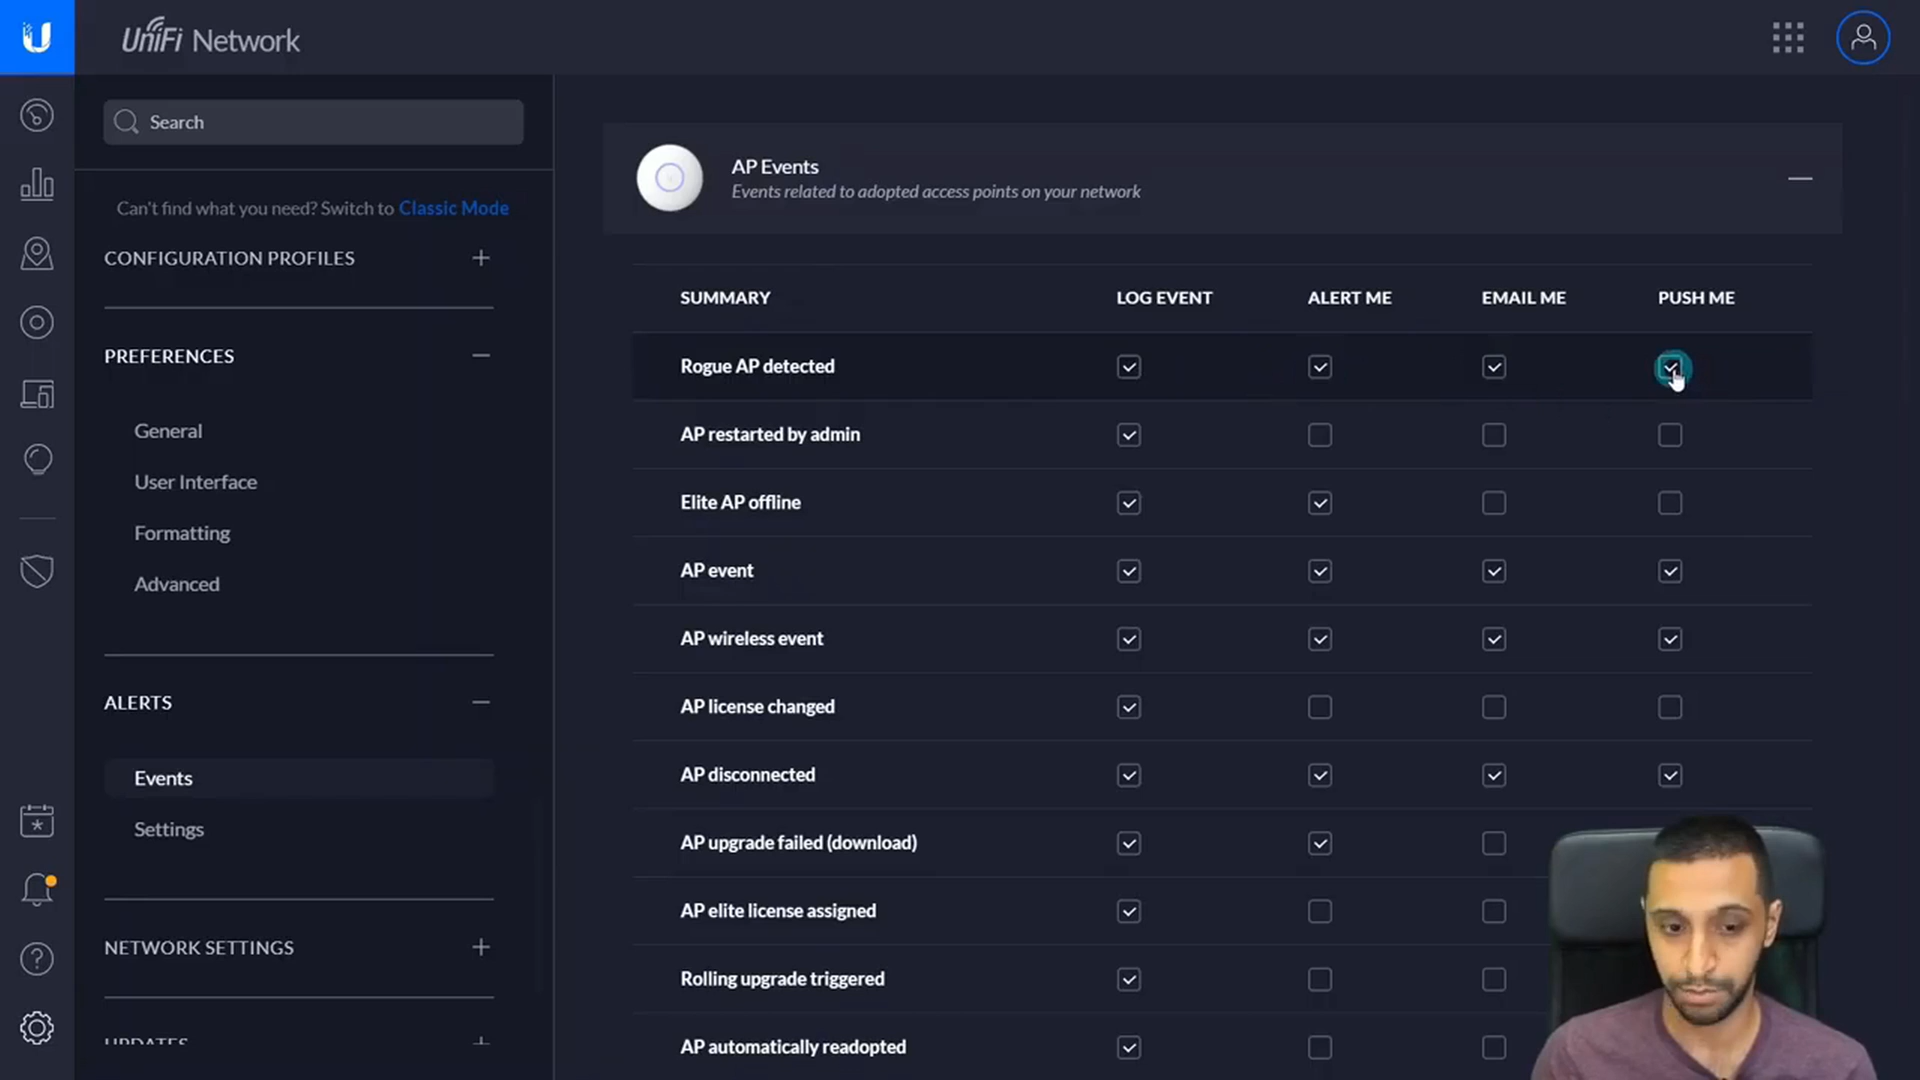 UniFi Network
Search
Can't find what you need? Switch to Classic Mode
CONFIGURATION PROFILES
PREFERENCES
General
User Interface
Formatting
Advanced
ALERTS
Events
Settings
NETWORK SETTINGS
UPDATES
AP Events
Events related to adopted access points on your network
SUMMARY LOG EVENT ALERT ME EMAIL ME PUSH ME
Rogue AP detected
AP restarted by admin
Elite AP offline
AP event
AP wireless event
AP license changed
AP disconnected
AP upgrade failed (download)
AP elite license assigned
Rolling upgrade triggered
AP automatically readopted